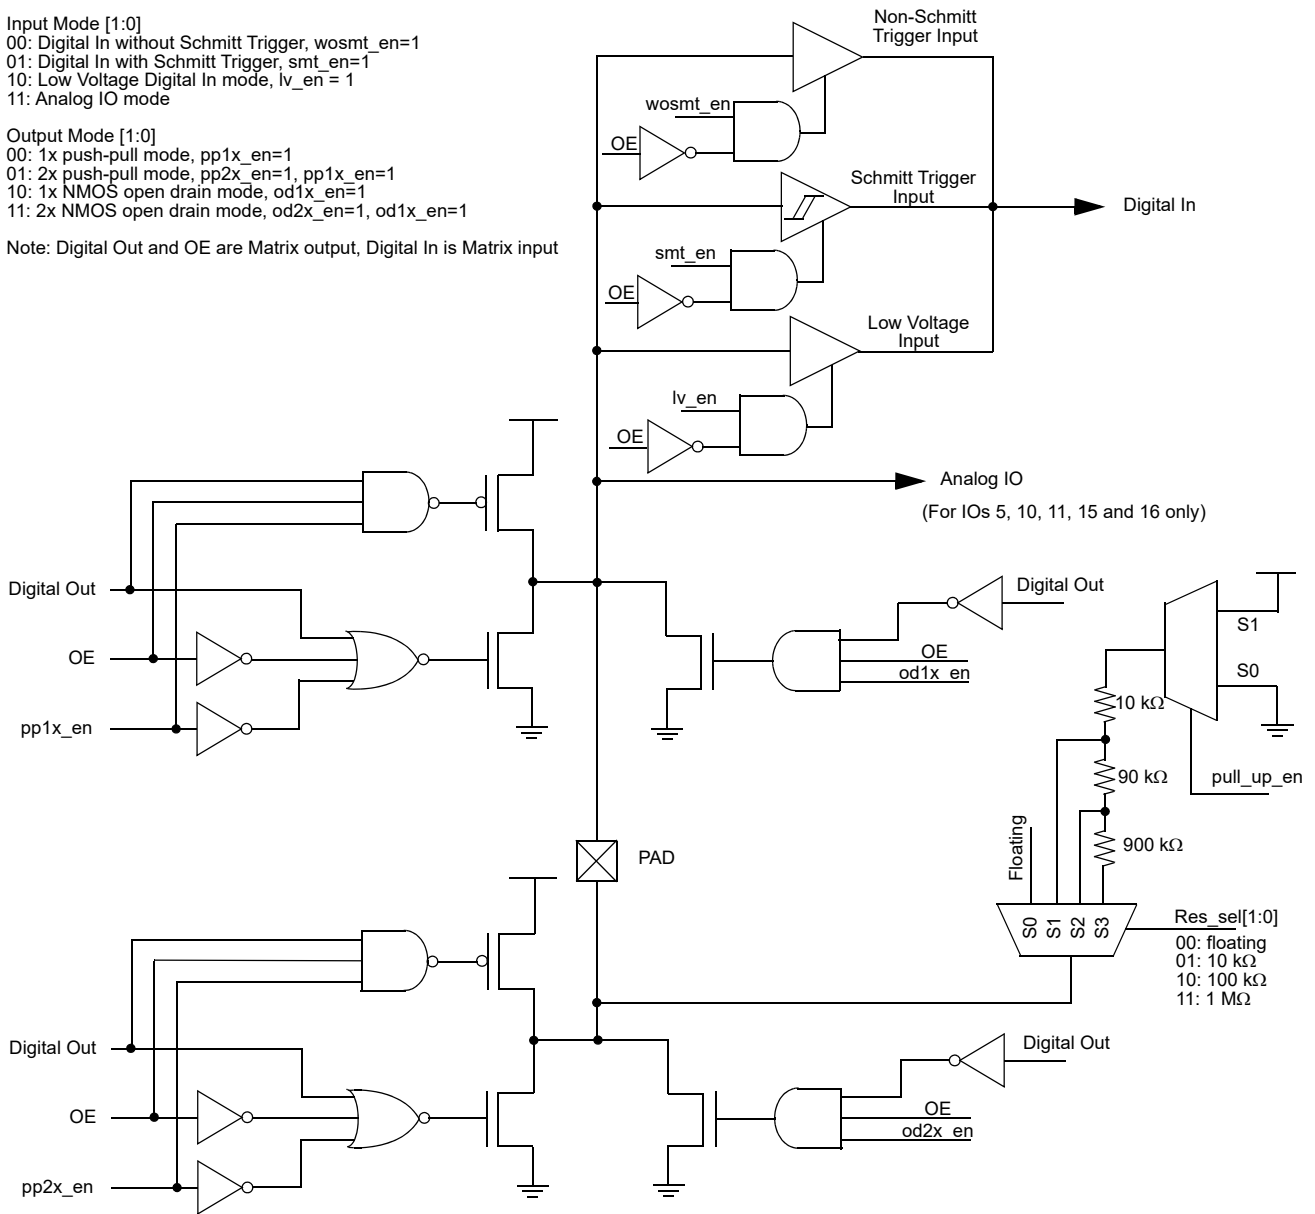 Input Mode [1:0]
00: Digital In without Schmitt Trigger, wosmt_en=1
01: Digital In with Schmitt Trigger, smt_en=1
10: Low Voltage Digital In mode, lv_en = 1
11: Analog IO mode
Output Mode [1:0]
00: 1x push-pull mode, pp1x_en=1
01: 2x push-pull mode, pp2x_en=1, pp1x_en=1
10: 1x NMOS open drain mode, od1x_en=1
11: 2x NMOS open drain mode, od2x_en=1, od1x_en=1
Note: Digital Out and OE are Matrix output, Digital In is Matrix input
Non-Schmitt
Trigger Input
wosmt_en
OE
Schmitt Trigger
Input
Digital In
smt_en
OE
Low Voltage
Input
lv_en
OE
Analog IO
(For IOs 5, 10, 11, 15 and 16 only)
Digital Out
OE
pp1x_en
Digital Out
OE
od1x_en
S1
S0
10 kΩ
90 kΩ
pull_up_en
900 kΩ
Floating
PAD
S0
S1
S2
S3
Res_sel[1:0]
00: floating
01: 10 kΩ
10: 100 kΩ
11: 1 MΩ
Digital Out
OE
pp2x_en
Digital Out
OE
od2x_en